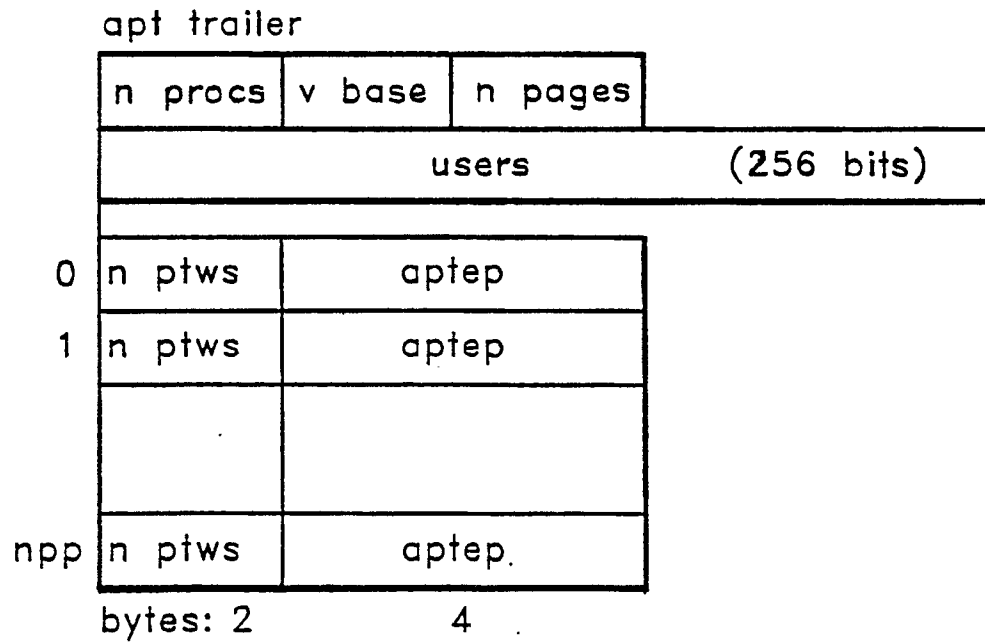 apt trailer
n procs v base n pages
users (256 bits)
0 n ptws aptep
1 n ptws aptep
npp n ptws aptep.
bytes: 2 4